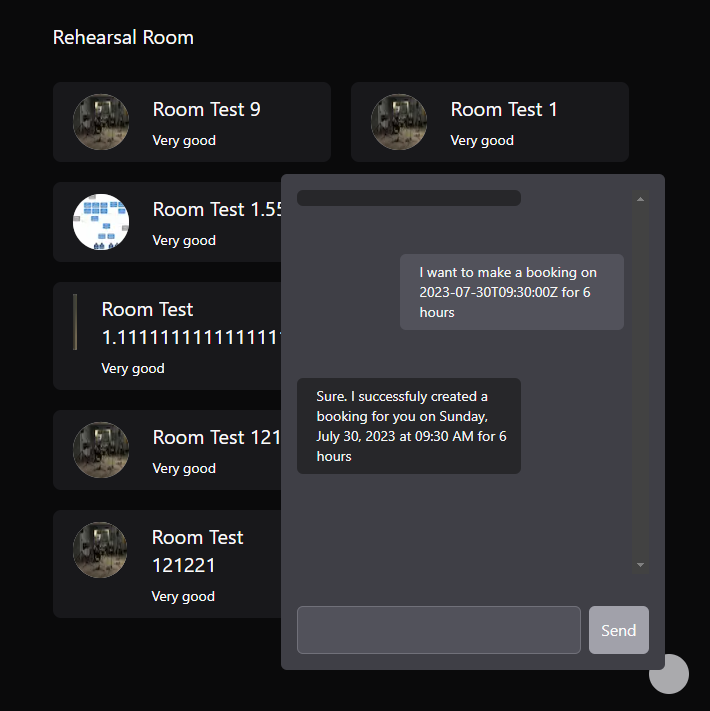 Rehearsal Room
Room Test 9
Very good
Room Test 1
Very good
Room Test 1.55
Very good
Room Test
Very good
Room Test 121
Very good
Room Test
121221
Very good
I want to make a booking on
2023-07-30T09:30:00Z for 6
hours
Sure. I successfuly created a
booking for you on Sunday,
July 30, 2023 at 09:30 AM for 6
hours
Send